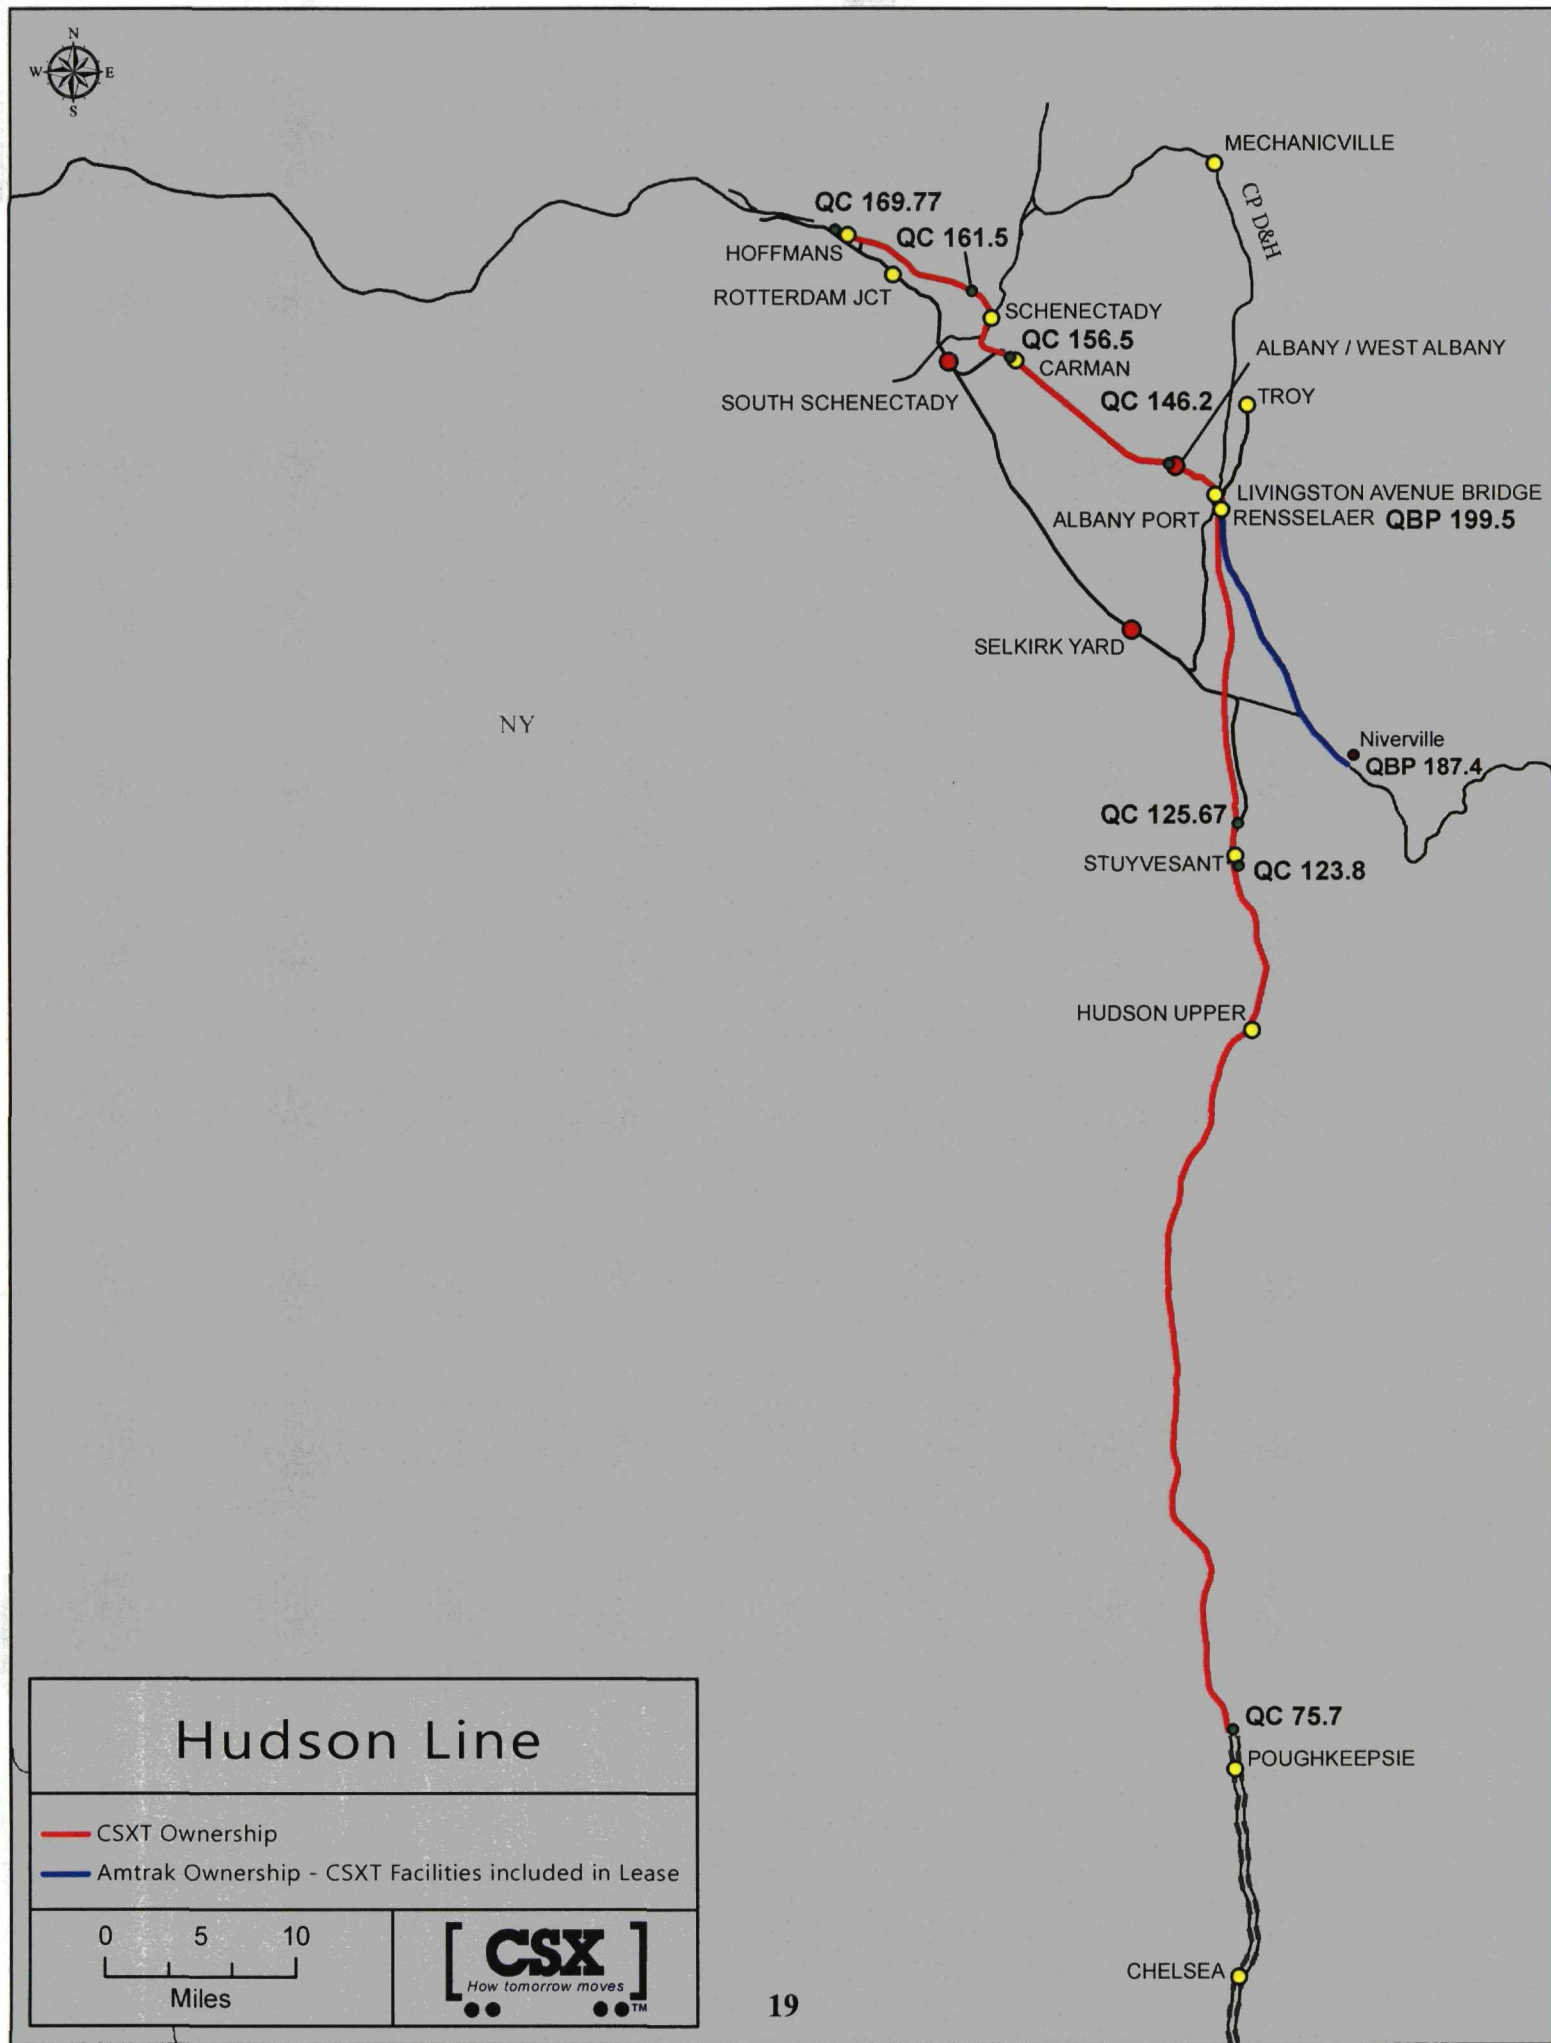 N
W E
S
MECHANICVILLE
CP D&H
QC 169.77
QC 161.5
HOFFMANS
ROTTERDAM JCT
SCHENECTADY
QC 156.5
CARMAN
ALBANY / WEST ALBANY
SOUTH SCHENECTADY
QC 146.2
TROY
LIVINGSTON AVENUE BRIDGE
ALBANY PORT
RENSSELAER QBP 199.5
SELKIRK YARD
NY
Niverville
QBP 187.4
QC 125.67
STUYVESANT
QC 123.8
HUDSON UPPER
QC 75.7
POUGHKEEPSIE
CHELSEA
Hudson Line
CSXT Ownership
Amtrak Ownership - CSXT Facilities included in Lease
0 5 10
Miles
[CSX]
How tomorrow moves
TM
19